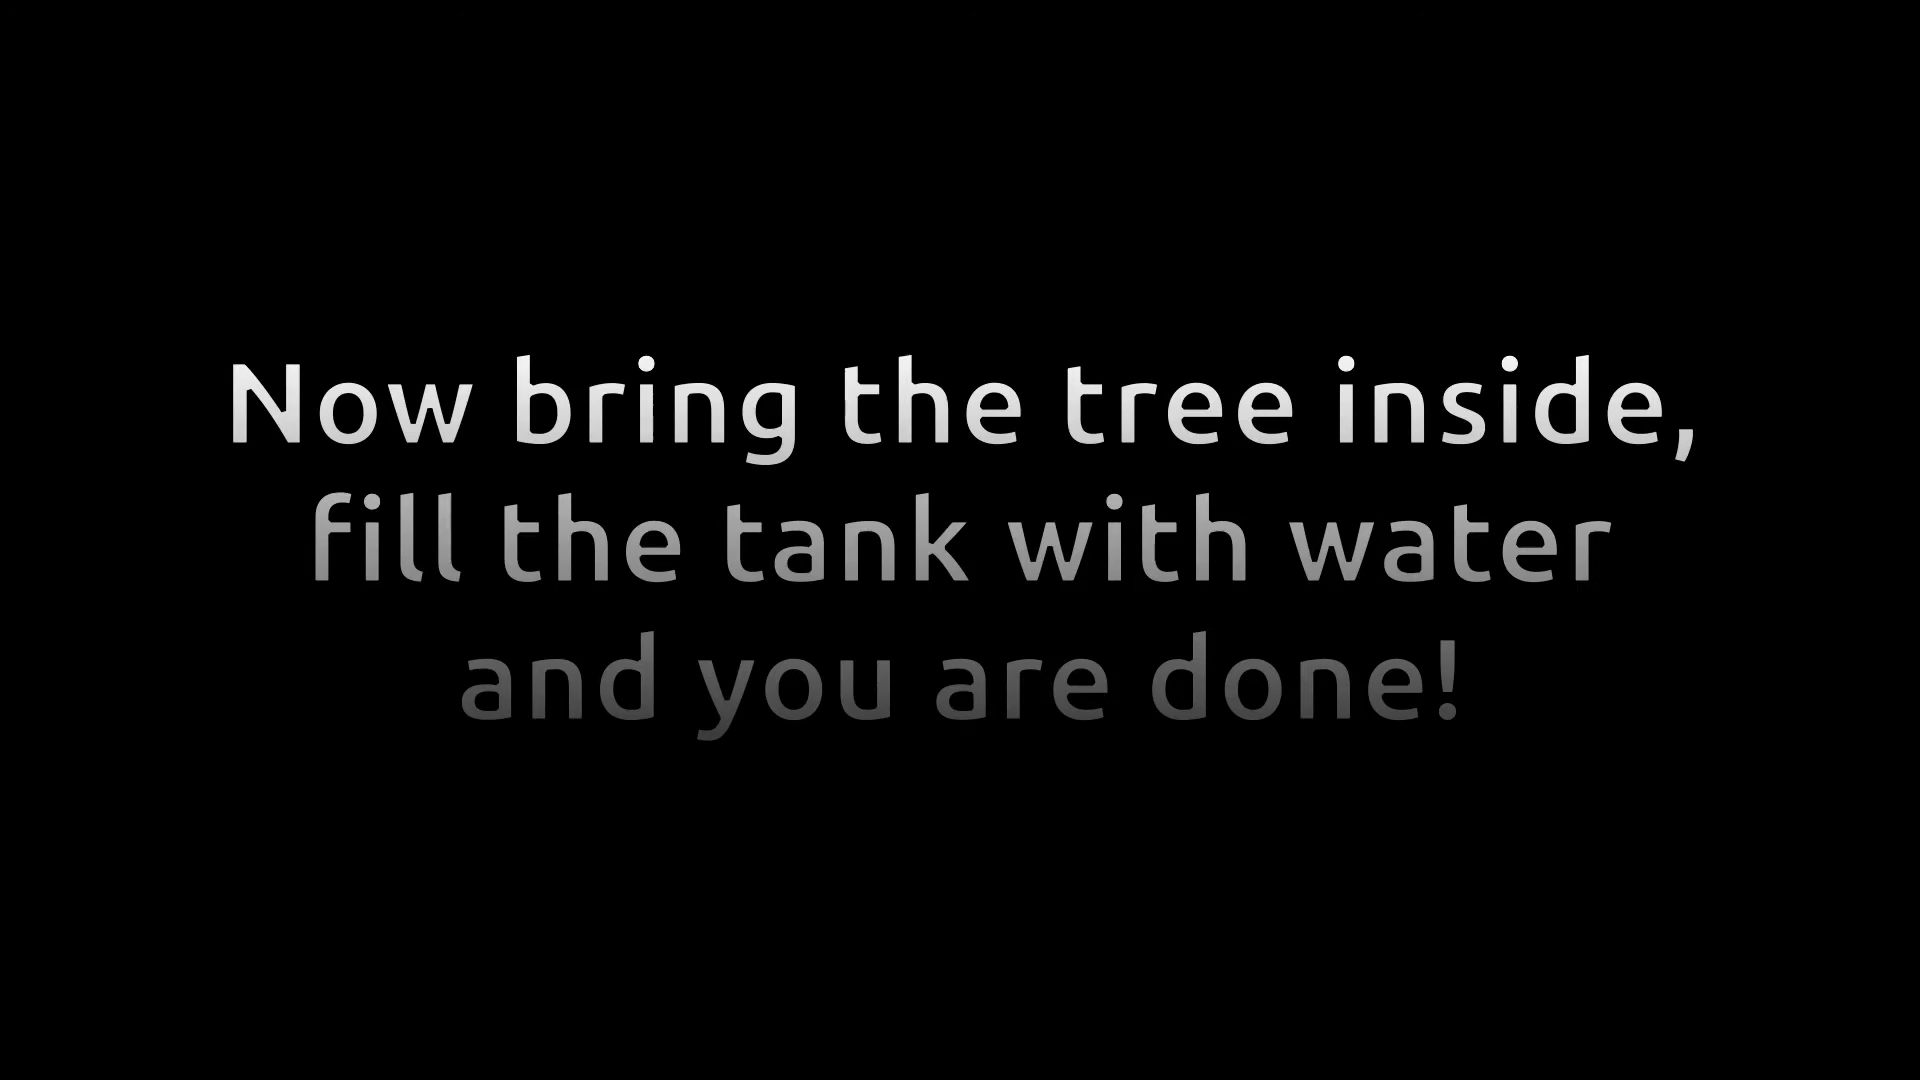 Now bring the tree inside,
fill the tank with water
and you are done!